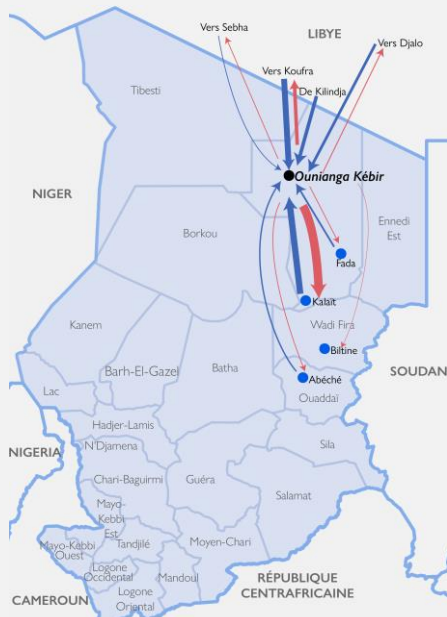 Vers Sebha
LIBYE
Vers Djalo
Vers Koufra
De Kilindja
Tibesti
Ounianga Kébir
NIGER
Ennedi
Est
Borkou
Fada
Kalaït
Kanem
Wadi Fira
Biltine
Barh-El-Gazel
Batha
SOUDAN
Abéché
Lac
Ouaddaï
Hadjer-Lamis
N'Djamena
NIGERIA
Sila
Chari-Baguirmi
Guéra
Salamat
Mayo-
Kebbi
Est
Moyen-Chari
Mayo-Kebbi
Ouest
Tandjilé
Logone
Occidental
Mandoul
RÉPUBLIQUE
CENTRAFRICAINE
Logone
Oriental
CAMEROUN